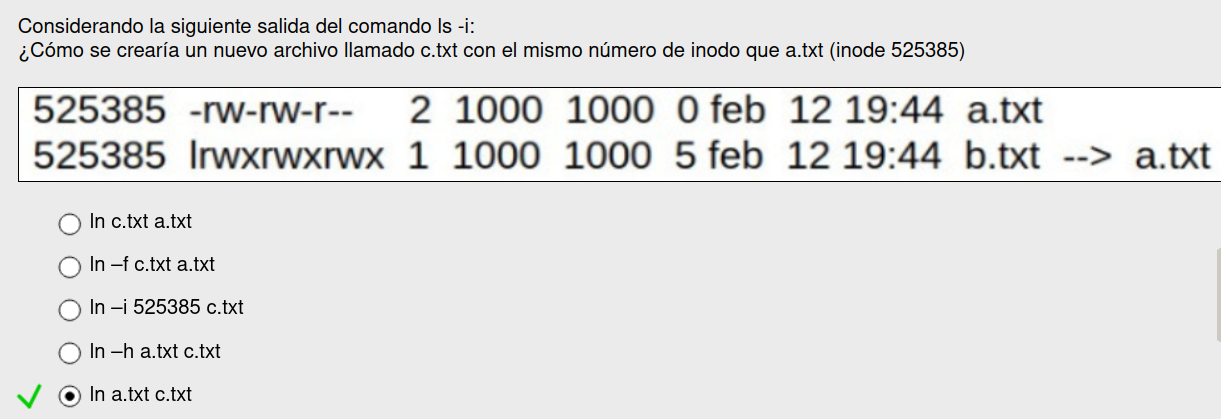 Considerando la siguiente salida del comando ls -i:
¿Cómo se crearía un nuevo archivo llamado c.txt con el mismo número de inodo que a.txt (inode 525385)
525385 -rw-rw-r-- 2 1000 1000 0 feb 12 19:44 a.txt
525385 lrwxrwxrwx 1 1000 1000 5 feb 12 19:44 b.txt --> a.txt
ln c.txt a.txt
ln –f c.txt a.txt
ln –i 525385 c.txt
ln –h a.txt c.txt
ln a.txt c.txt